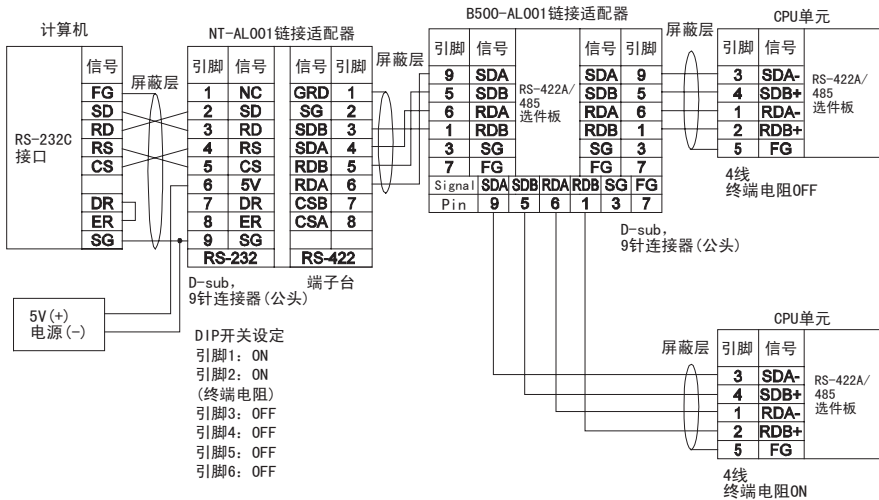 计算机
NT-AL001链接适配器
B500-AL001链接适配器
CPU单元
信号
屏蔽层
引脚 信号 信号 引脚
屏蔽层
引脚 信号 信号 引脚
屏蔽层
引脚 信号
RS-232C
接口
FG
SD
RD
RS
CS
DR
ER
SG
1 NC GRD 1
2 SD SG 2
3 RD SDB 3
4 RS SDA 4
5 CS RDB 5
6 5V RDA 6
7 DR CSB 7
8 ER CSA 8
9 SG
RS-232 RS-422
D-sub,
9针连接器(公头)
端子台
9 SDA SDA 9
5 SDB SDB 5
6 RDA RDA 6
1 RDB RDB 1
3 SG SG 3
7 FG FG 7
RS-422A/
485
选件板
Signal SDA SDB RDA RDB SG FG
Pin 9 5 6 1 3 7
D-sub,
9针连接器(公头)
3 SDA-
4 SDB+
1 RDA-
2 RDB+
5 FG
RS-422A/
485
选件板
4线
终端电阻OFF
5V(+)
电源(-)
DIP开关设定
引脚1: ON
引脚2: ON
(终端电阻)
引脚3: OFF
引脚4: OFF
引脚5: OFF
引脚6: OFF
CPU单元
屏蔽层
引脚 信号
3 SDA-
4 SDB+
1 RDA-
2 RDB+
5 FG
RS-422A/
485
选件板
4线
终端电阻ON